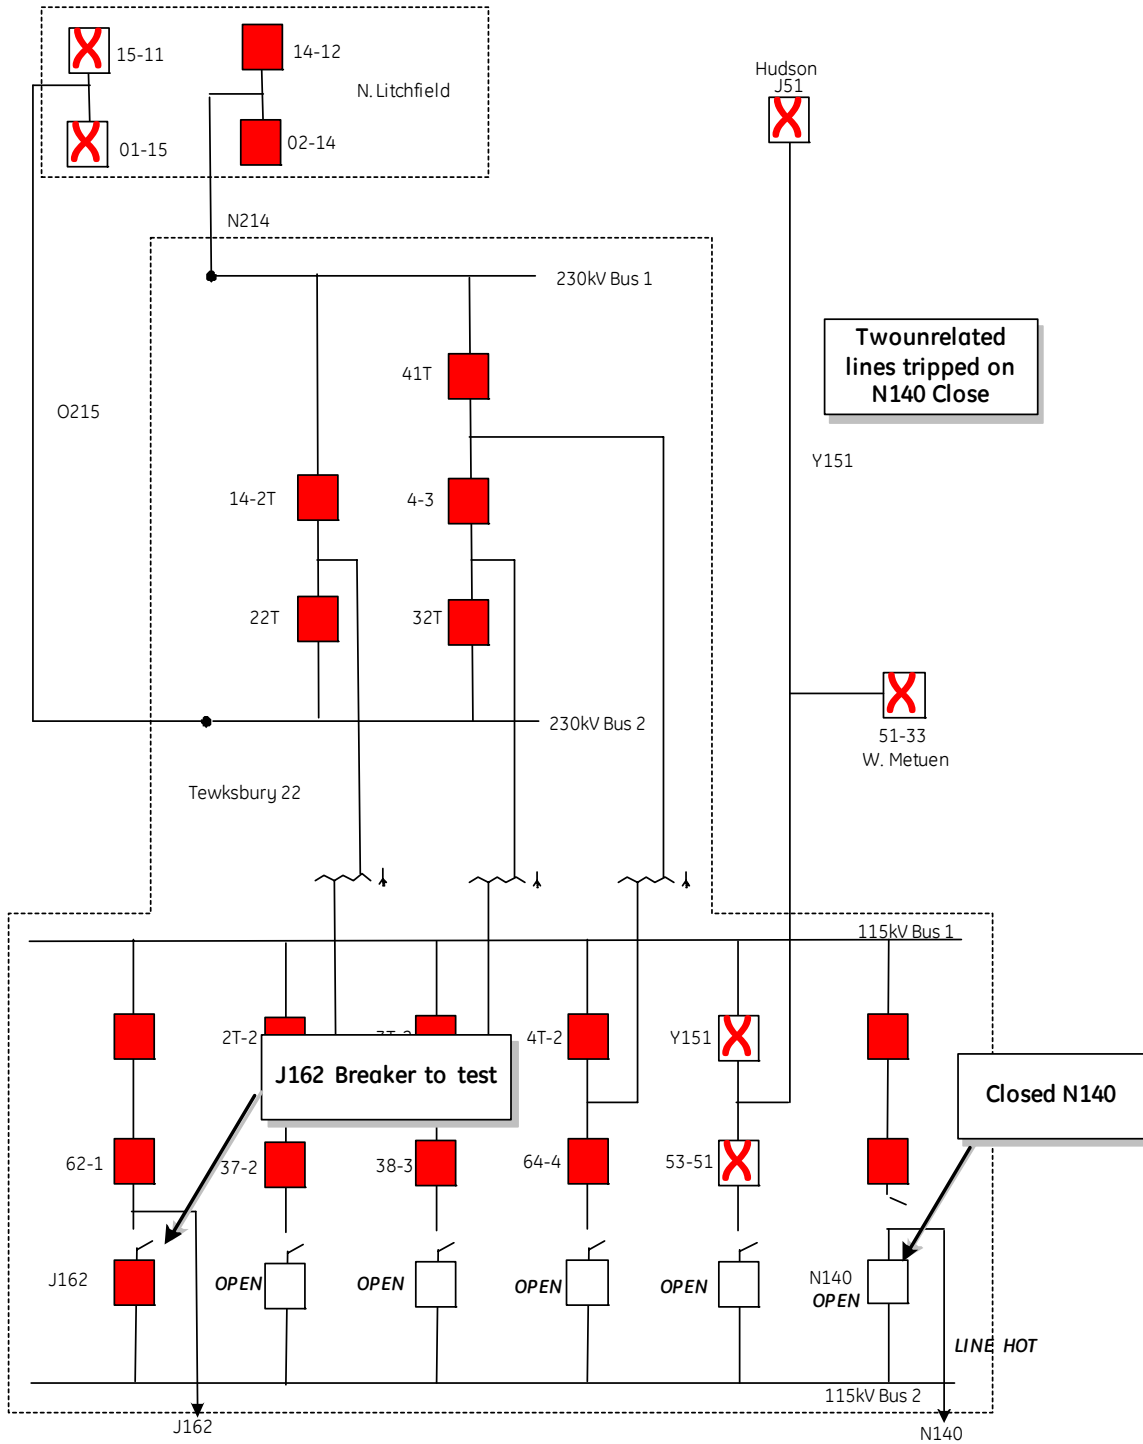 15-11
14-12
N. Litchfield
01-15
02-14
Hudson
J51
N214
230kV Bus 1
41T
Twounrelated
lines tripped on
N140 Close
O215
Y151
14-2T
4-3
22T
32T
51-33
W. Metuen
230kV Bus 2
Tewksbury 22
115kV Bus 1
2T-2
4T-2
Y151
J162 Breaker to test
Closed N140
62-1
37-2
38-3
64-4
53-51
J162
OPEN
OPEN
OPEN
OPEN
N140
OPEN
LINE HOT
115kV Bus 2
J162
N140